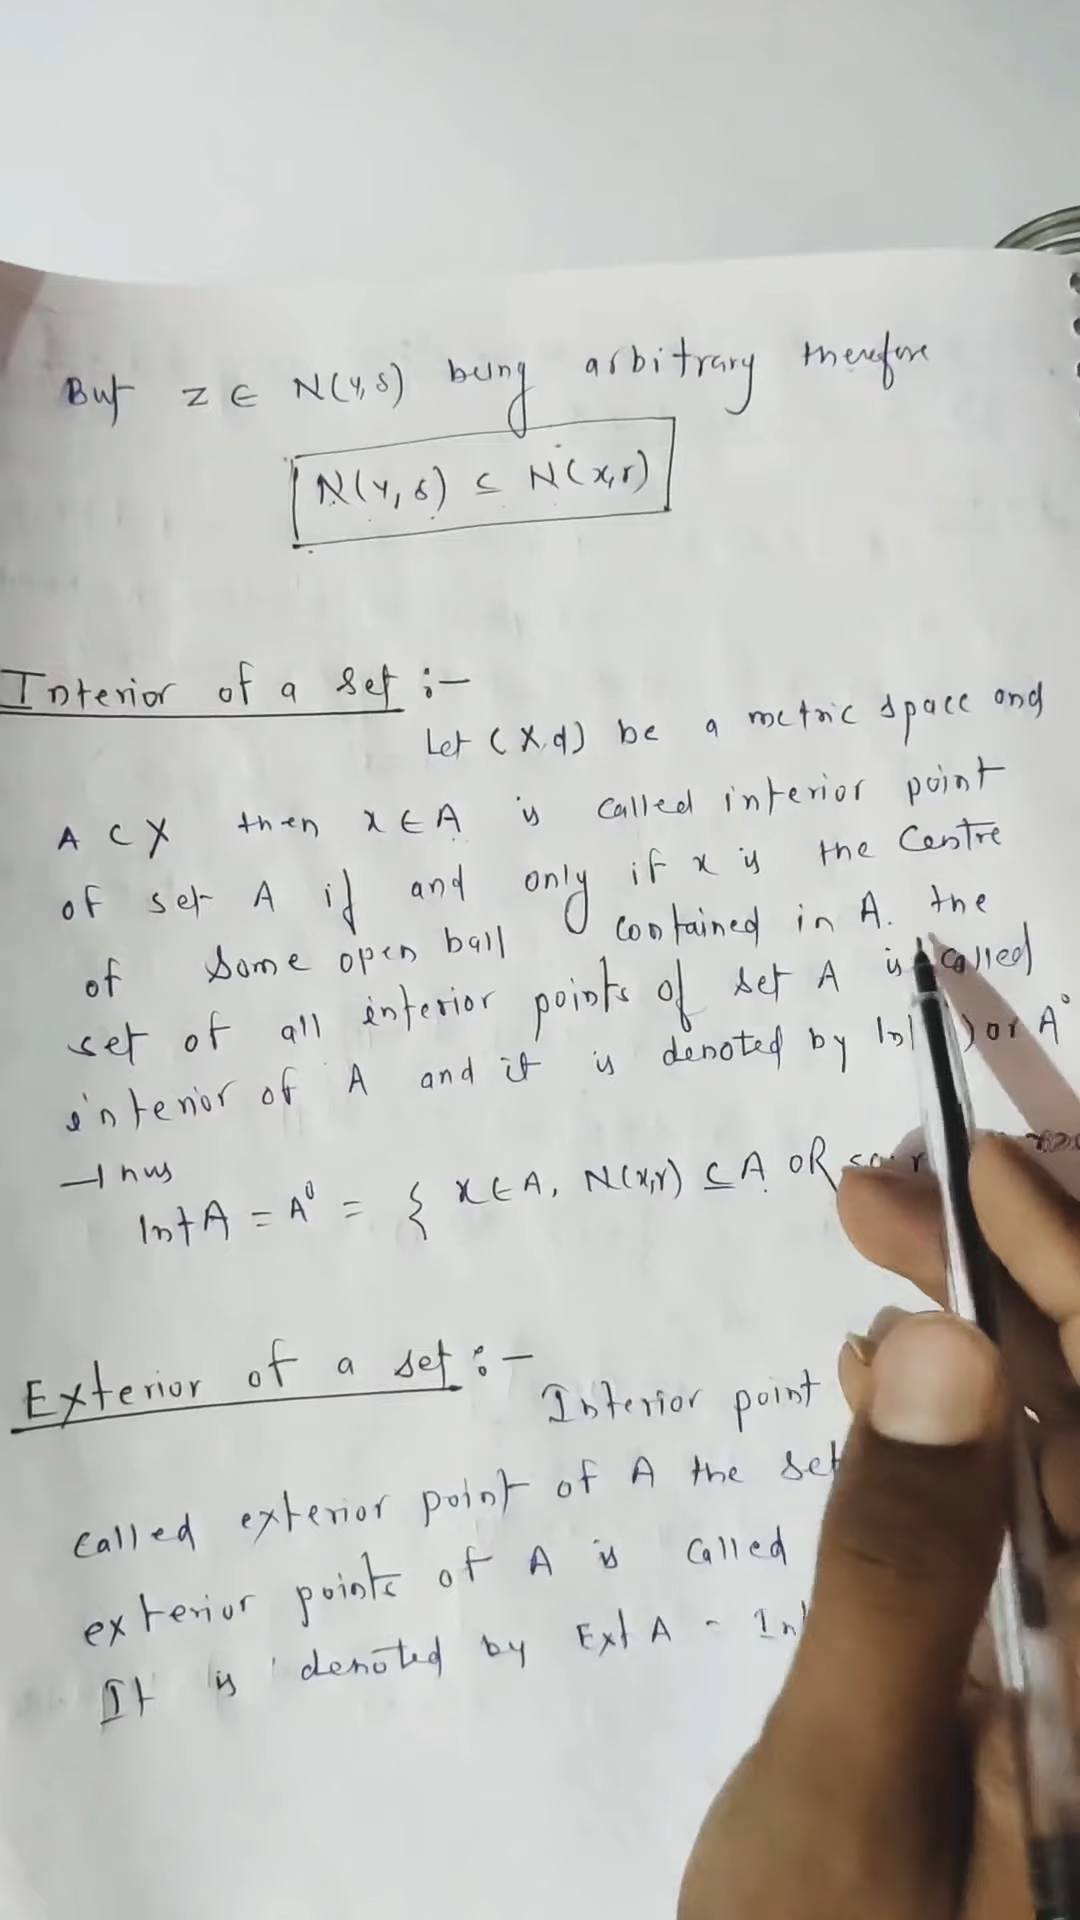 But z ∈ N(y,s) being arbitrary therefore
N(y,s) ⊆ N(x,r)
Interior of a set :-
Let (X,d) be a metric space and
A ⊂ X then x ∈ A is called interior point
of set A if and only if x is the centre
of some open ball contained in A. the
set of all interior points of set A is called
interior of A and it is denoted by or A°
Thus
Int A = A° = { x ∈ A, N(x,r) ⊆ A OR
Exterior of a set :-
Interior point
called exterior point of A the set
exterior points of A is called
It is denoted by Ext A =